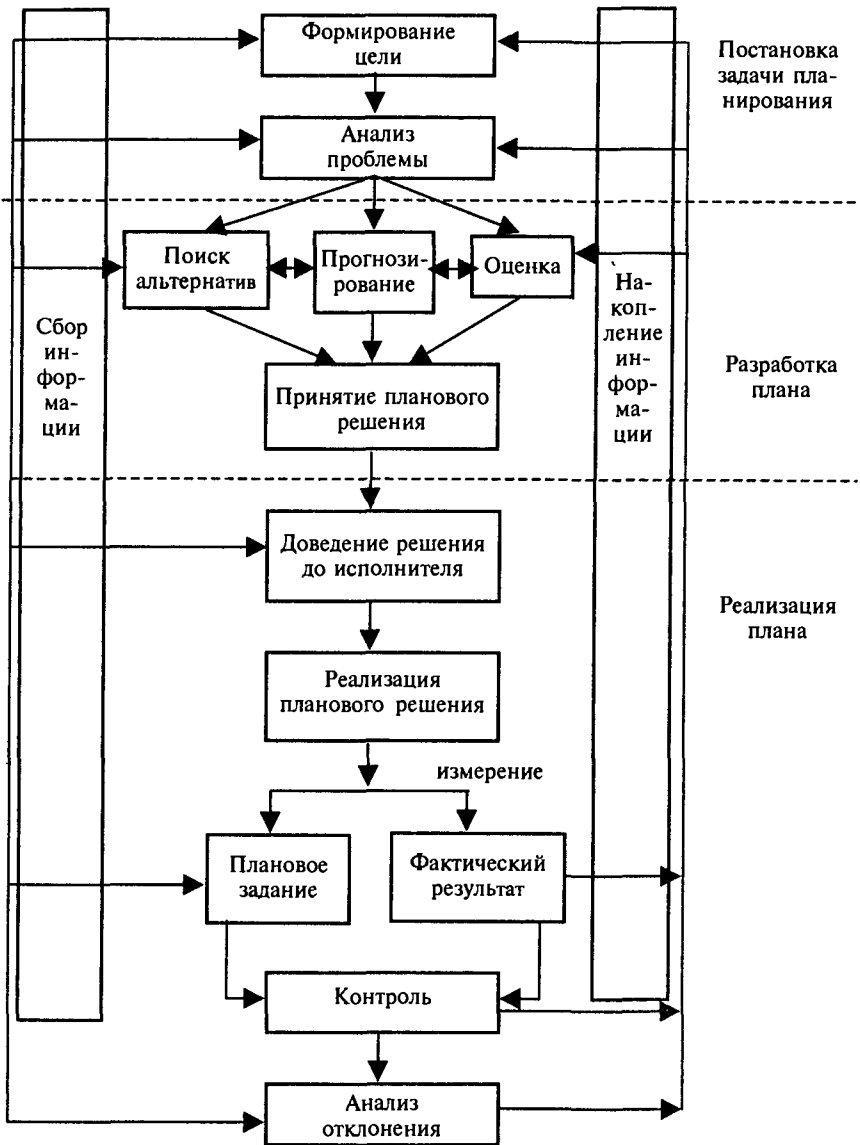 Формирование
цели
Постановка
задачи пла-
нирования
Анализ
проблемы
Поиск
альтернатив
Прогнози-
рование
Оценка
Сбор
ин-
фор-
ма-
ции
На-
коп-
ление
ин-
фор-
ма-
ции
Принятие планового
решения
Разработка
плана
Доведение решения
до исполнителя
Реализация
плана
Реализация
планового решения
измерение
Плановое
задание
Фактический
результат
Контроль
Анализ
отклонения